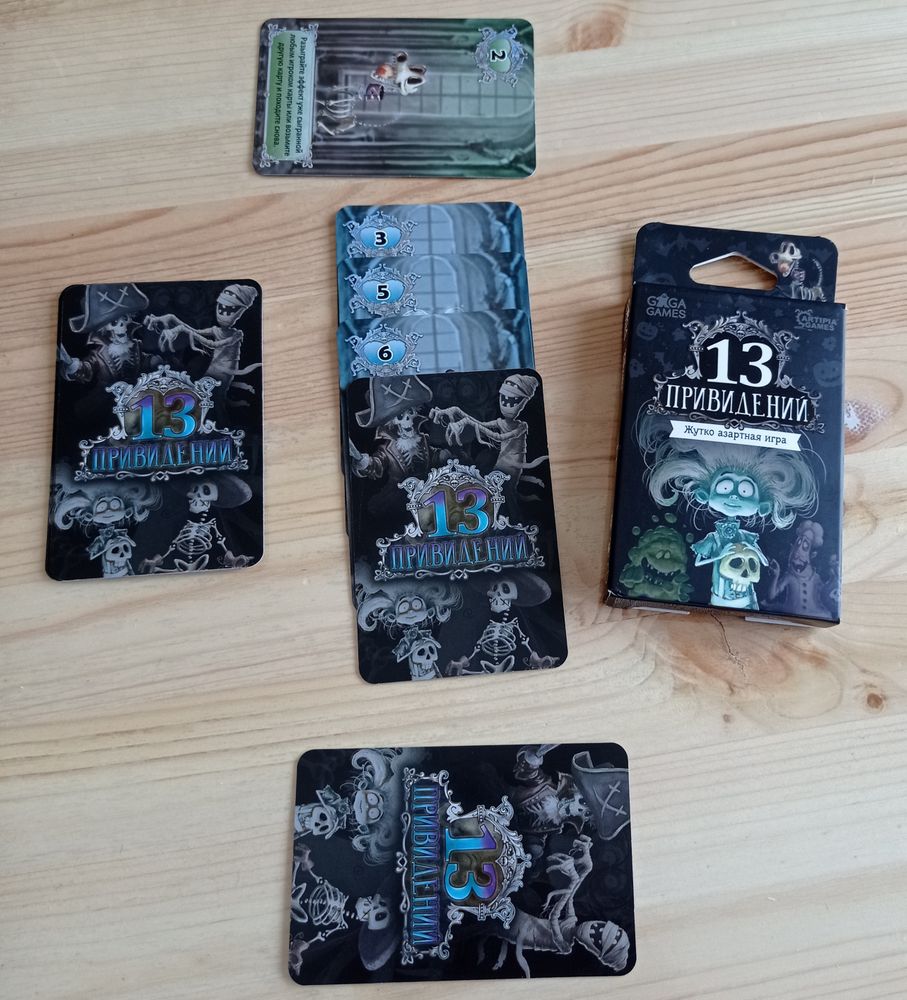 2
Разыграйте эффект уже сыгранной
любым игроком карты или возьмите
другую карту и походите снова.
3
5
6
13
ПРИВИДЕНИЙ
13
ПРИВИДЕНИЙ
GAGA
GAMES
ARTIPIA
GAMES
13
ПРИВИДЕНИЙ
Жутко азартная игра
13
ПРИВИДЕНИЙ